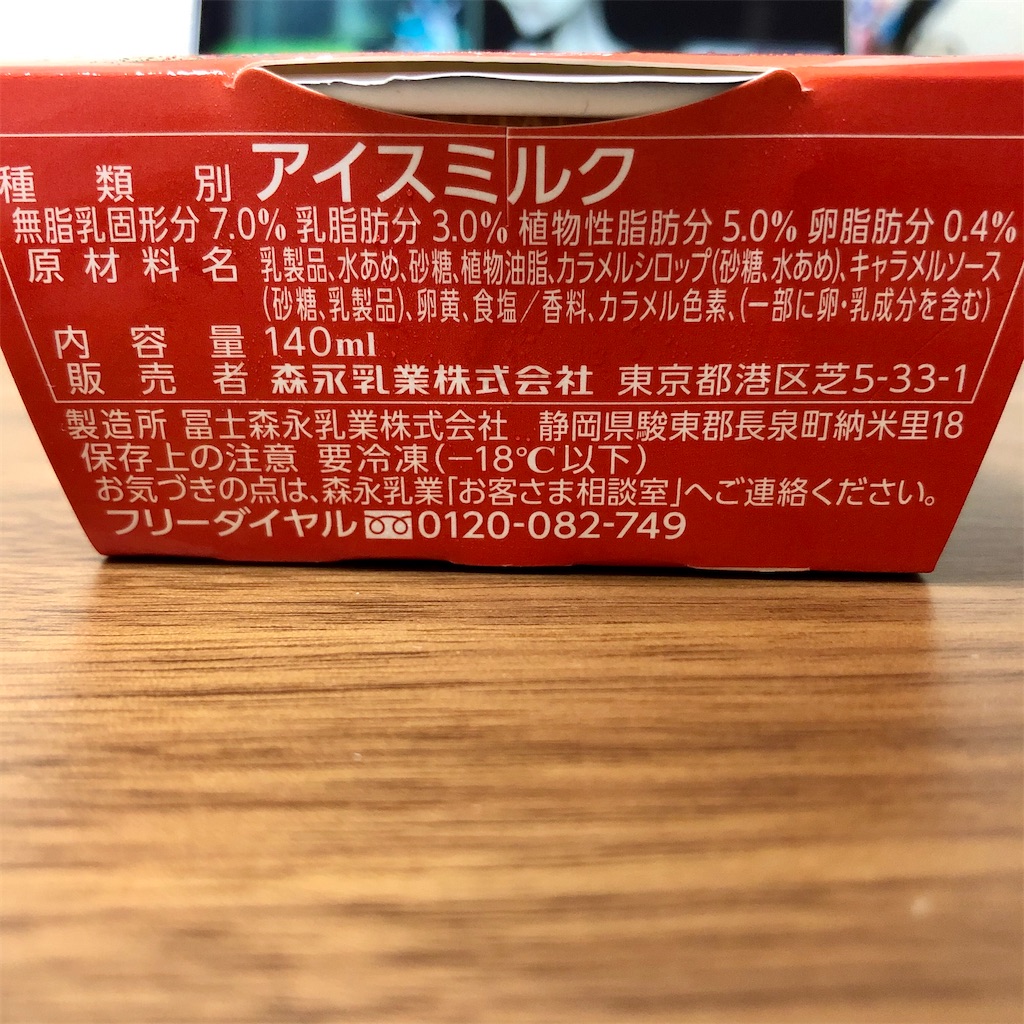 種類別 アイスミルク
無脂乳固形分 7.0% 乳脂肪分 3.0% 植物性脂肪分 5.0% 卵脂肪分 0.4%
原材料名 乳製品、水あめ、砂糖、植物油脂、カラメルシロップ(砂糖、水あめ)、キャラメルソース
(砂糖、乳製品)、卵黄、食塩／香料、カラメル色素、(一部に卵・乳成分を含む)
内容量 140ml
販売者 森永乳業株式会社 東京都港区芝5-33-1
製造所 冨士森永乳業株式会社 静岡県駿東郡長泉町納米里18
保存上の注意 要冷凍(−18℃以下)
お気づきの点は、森永乳業「お客さま相談室」へご連絡ください。
フリーダイヤル 0120-082-749